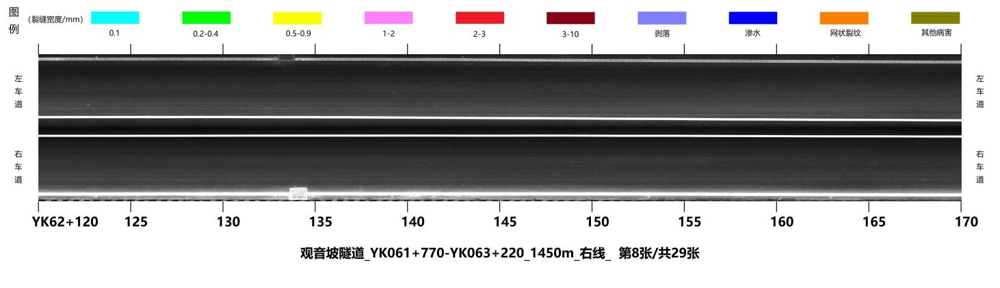 图例
(裂缝宽度/mm)
0.1 0.2-0.4 0.5-0.9 1-2 2-3 3-10 剥落 渗水 网状裂纹 其他病害
左车道 左车道
右车道 右车道
YK62+120 125 130 135 140 145 150 155 160 165 170
观音坡隧道_YK061+770-YK063+220_1450m_右线_ 第8张/共29张